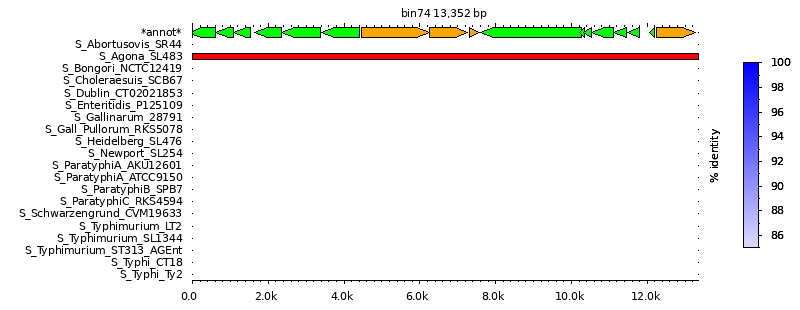 bin74 13,352 bp
*annot*
S_Abortusovis_SR44
S_Agona_SL483
S_Bongori_NCTC12419
S_Choleraesuis_SCB67
S_Dublin_CT02021853
S_Enteritidis_P125109
S_Gallinarum_28791
S_Gall_Pullorum_RKS5078
S_Heidelberg_SL476
S_Newport_SL254
S_ParatyphiA_AKU12601
S_ParatyphiA_ATCC9150
S_ParatyphiB_SPB7
S_ParatyphiC_RKS4594
S_Schwarzengrund_CVM19633
S_Typhimurium_LT2
S_Typhimurium_SL1344
S_Typhimurium_ST313_AGEnt
S_Typhi_CT18
S_Typhi_Ty2
0.0 2.0k 4.0k 6.0k 8.0k 10.0k 12.0k
% identity
100
98
96
94
92
90
88
86